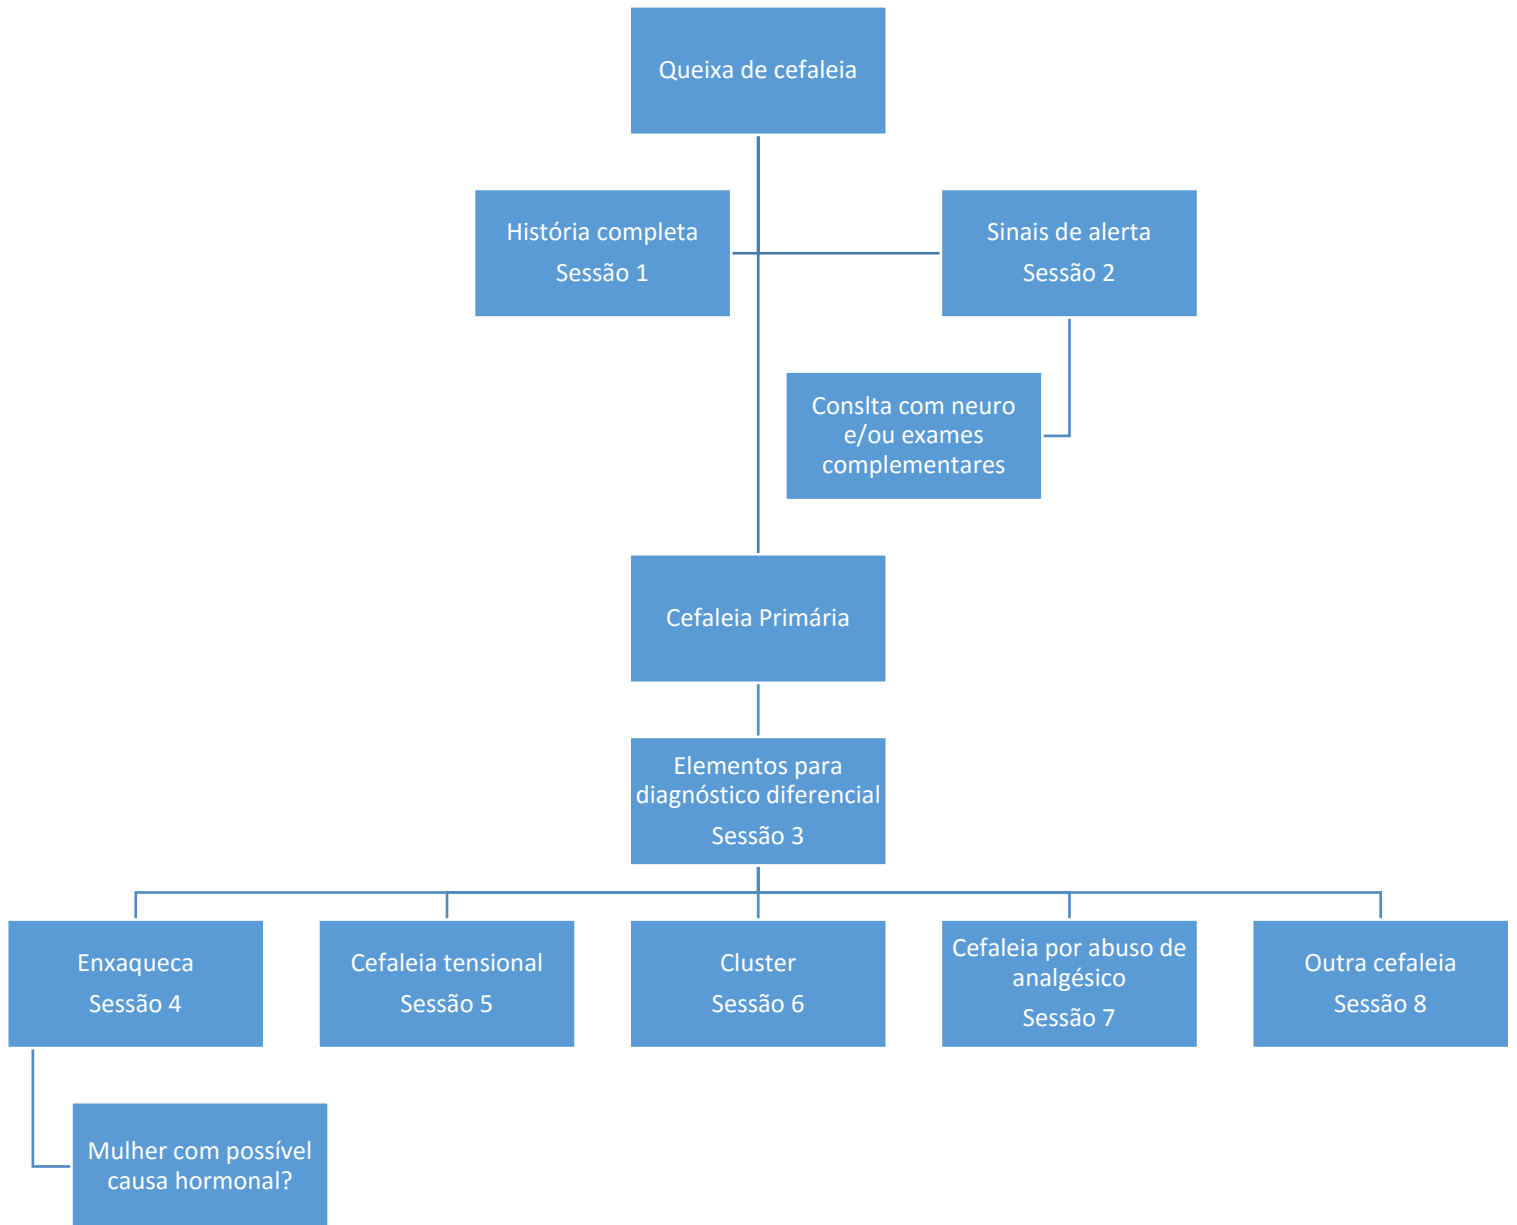 Queixa de cefaleia
História completa
Sessão 1
Sinais de alerta
Sessão 2
Conslta com neuro
e/ou exames
complementares
Cefaleia Primária
Elementos para
diagnóstico diferencial
Sessão 3
Enxaqueca
Sessão 4
Cefaleia tensional
Sessão 5
Cluster
Sessão 6
Cefaleia por abuso de
analgésico
Sessão 7
Outra cefaleia
Sessão 8
Mulher com possível
causa hormonal?